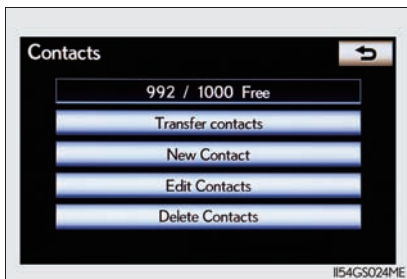 Contacts
992 / 1000 Free
Transfer contacts
New Contact
Edit Contacts
Delete Contacts
II54GS024ME